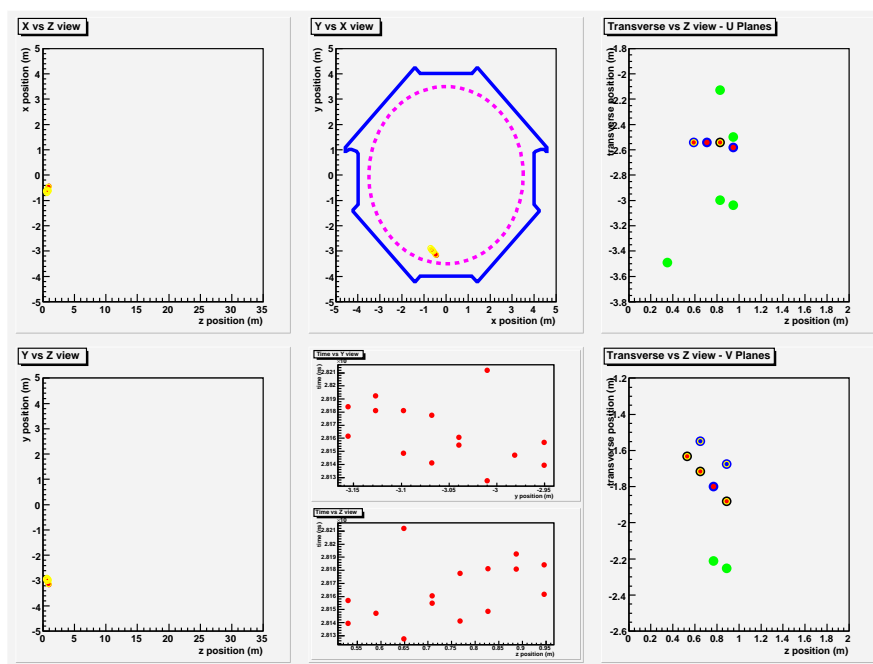 X vs Z view
x position (m)
5
4
3
2
1
0
-1
-2
-3
-4
-5
0 5 10 15 20 25 30 35
z position (m)
Y vs X view
y position (m)
5
4
3
2
1
0
-1
-2
-3
-4
-5
-5 -4 -3 -2 -1 0 1 2 3 4 5
x position (m)
Transverse vs Z view - U Planes
transverse position (m)
-1.8
-2
-2.2
-2.4
-2.6
-2.8
-3
-3.2
-3.4
-3.6
-3.8
0 0.2 0.4 0.6 0.8 1 1.2 1.4 1.6 1.8 2
z position (m)
Y vs Z view
y position (m)
5
4
3
2
1
0
-1
-2
-3
-4
-5
0 5 10 15 20 25 30 35
z position (m)
Time vs Y view
time (ns)
2.821
2.82
2.819
2.818
2.817
2.816
2.815
2.814
2.813
-3.15 -3.1 -3.05 -3 -2.95
y position (m)
Time vs Z view
time (ns)
2.821
2.82
2.819
2.818
2.817
2.816
2.815
2.814
2.813
0.55 0.6 0.65 0.7 0.75 0.8 0.85 0.9 0.95
z position (m)
Transverse vs Z view - V Planes
transverse position (m)
-1.2
-1.4
-1.6
-1.8
-2
-2.2
-2.4
-2.6
0 0.2 0.4 0.6 0.8 1 1.2 1.4 1.6 1.8 2
z position (m)